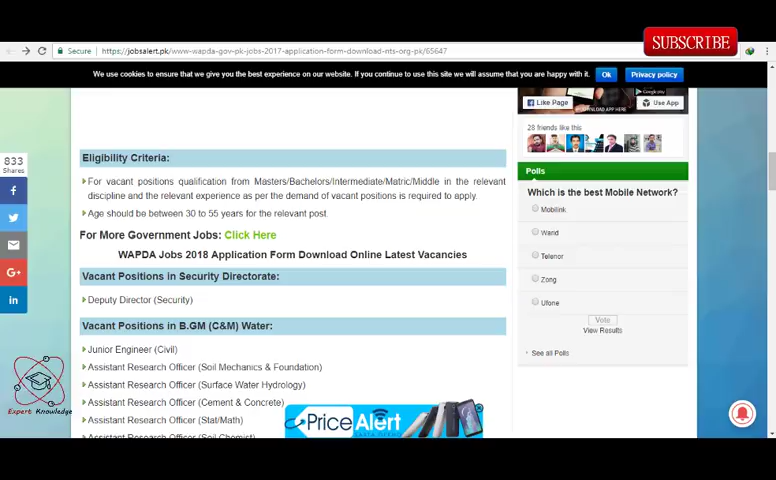 SUBSCRIBE
Secure
https://jobsalert.pk/www-wapda-gov-pk-jobs-2017-application-form-download-nts-org-pk/65647
We use cookies to ensure that we give you the best experience on our website. If you continue to use this site we will assume that you are happy with it. Ok Privacy policy
Like Page
Use App
28 friends like this
833
Shares
Eligibility Criteria:
For vacant positions qualification from Masters/Bachelors/Intermediate/Matric/Middle in the relevant
discipline and the relevant experience as per the demand of vacant positions is required to apply.
Age should be between 30 to 55 years for the relevant post.
For More Government Jobs: Click Here
WAPDA Jobs 2018 Application Form Download Online Latest Vacancies
Vacant Positions in Security Directorate:
Deputy Director (Security)
Vacant Positions in B.GM (C&M) Water:
Junior Engineer (Civil)
Assistant Research Officer (Soil Mechanics & Foundation)
Assistant Research Officer (Surface Water Hydrology)
Assistant Research Officer (Cement & Concrete)
Assistant Research Officer (Stat/Math)
Assistant Research Officer (Soil Chemist)
Polls
Which is the best Mobile Network?
Mobilink
Warid
Telenor
Zong
Ufone
Vote
View Results
See all Polls
Expert Knowledge
PriceAlert